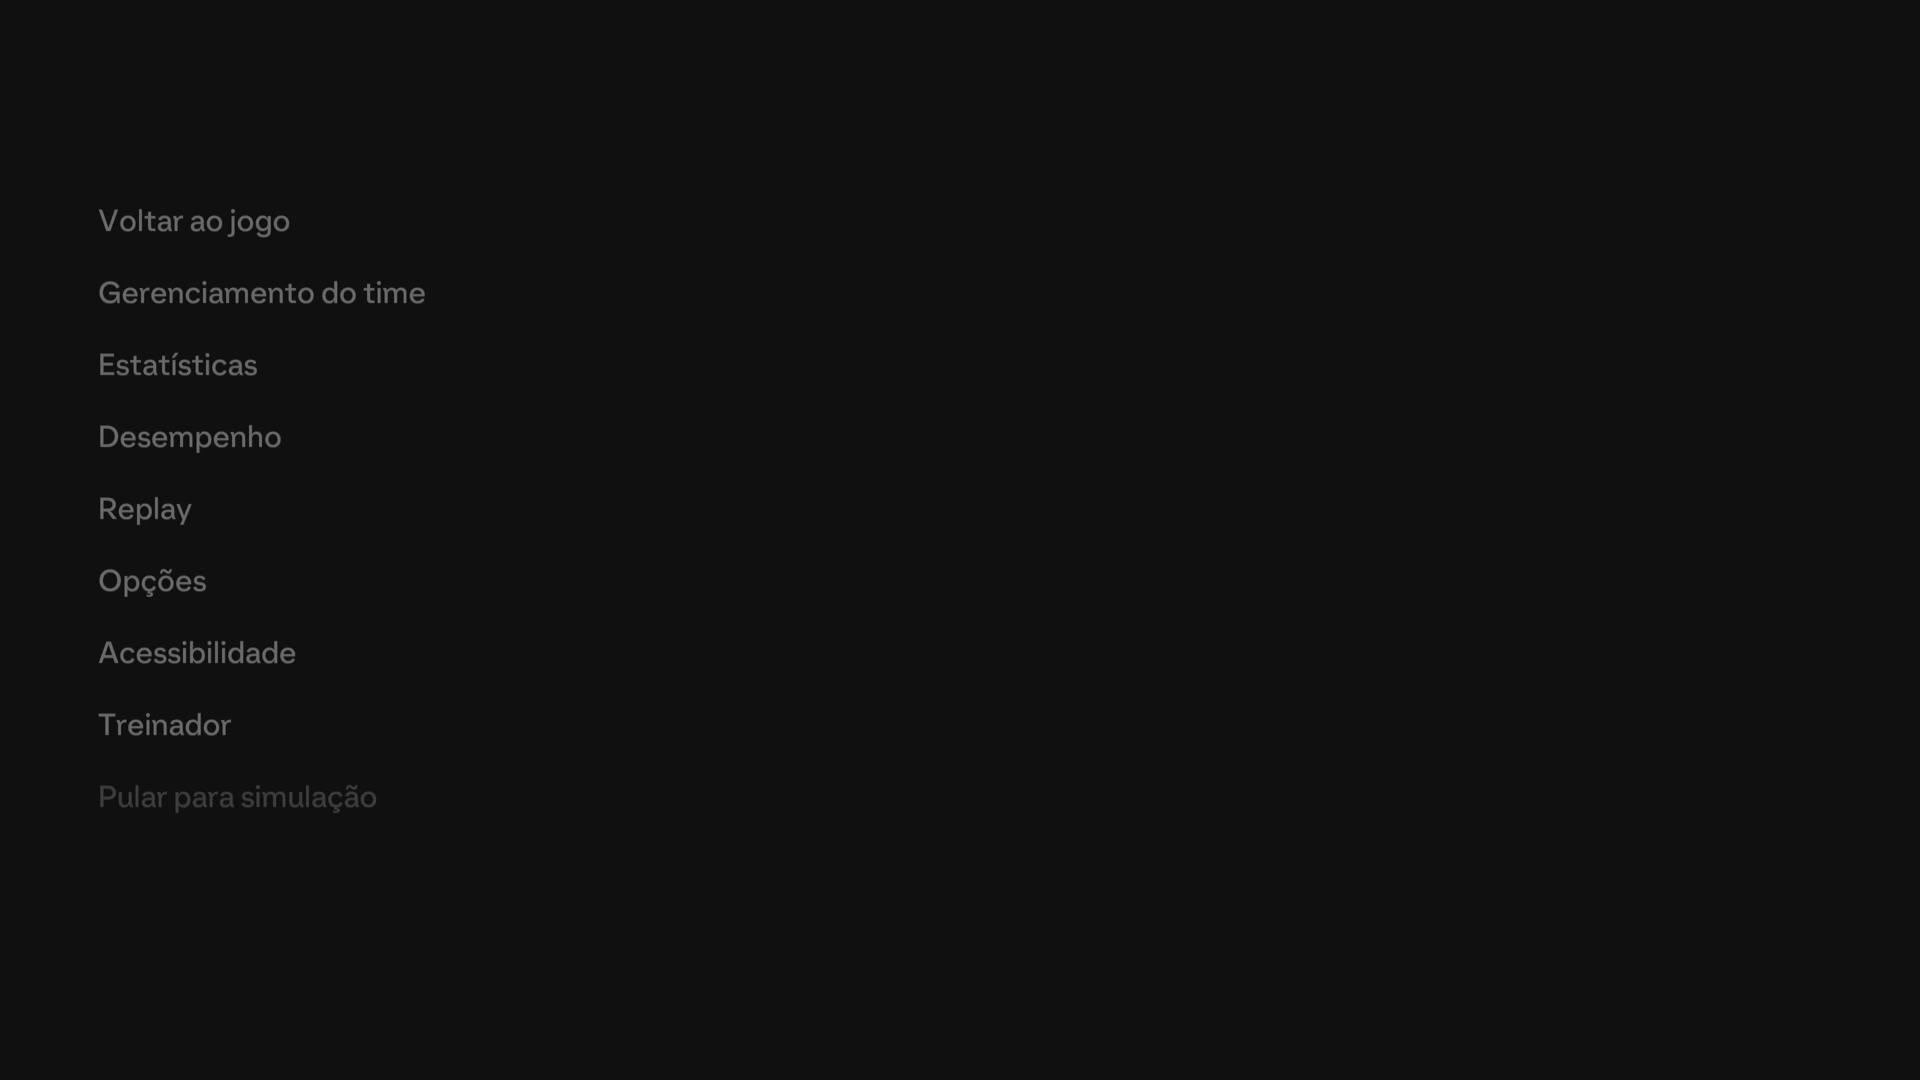 Voltar ao jogo
Gerenciamento do time
Estatísticas
Desempenho
Replay
Opções
Acessibilidade
Treinador
Pular para simulação